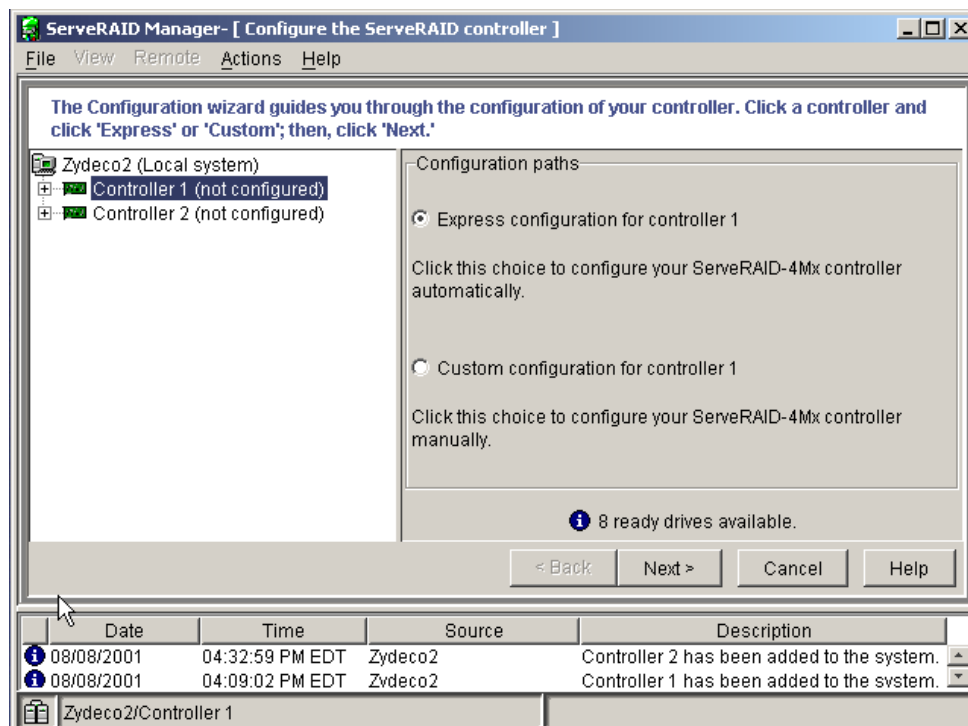 ServeRAID Manager- [ Configure the ServeRAID controller ]
File View Remote Actions Help
The Configuration wizard guides you through the configuration of your controller. Click a controller and
click 'Express' or 'Custom'; then, click 'Next.'
Zydeco2 (Local system)
Controller 1 (not configured)
Controller 2 (not configured)
Configuration paths
Express configuration for controller 1
Click this choice to configure your ServeRAID-4Mx controller
automatically.
Custom configuration for controller 1
Click this choice to configure your ServeRAID-4Mx controller
manually.
8 ready drives available.
< Back Next > Cancel Help
Date Time Source Description
08/08/2001 04:32:59 PM EDT Zydeco2 Controller 2 has been added to the system.
08/08/2001 04:09:02 PM EDT Zydeco2 Controller 1 has been added to the system.
Zydeco2/Controller 1